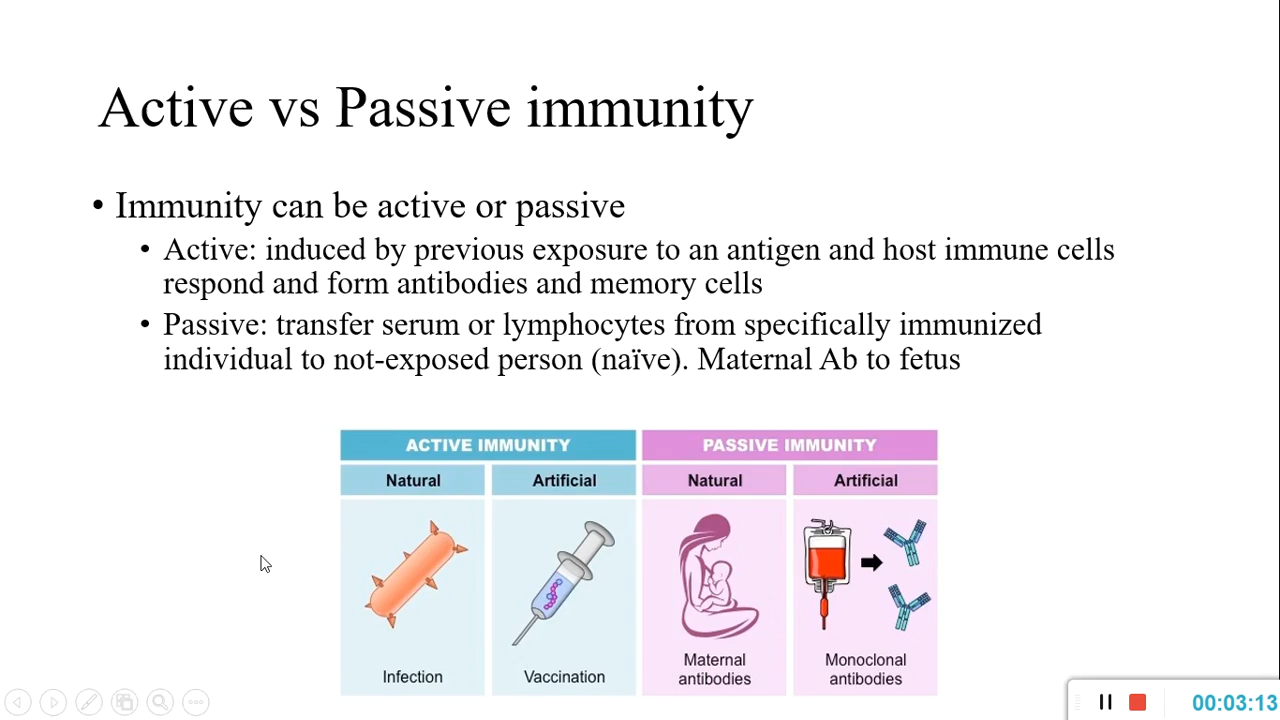 Active vs Passive immunity
• Immunity can be active or passive
• Active: induced by previous exposure to an antigen and host immune cells
respond and form antibodies and memory cells
• Passive: transfer serum or lymphocytes from specifically immunized
individual to not-exposed person (naïve). Maternal Ab to fetus
ACTIVE IMMUNITY
PASSIVE IMMUNITY
Natural
Artificial
Natural
Artificial
Infection
Vaccination
Maternal
antibodies
Monoclonal
antibodies
00:03:13